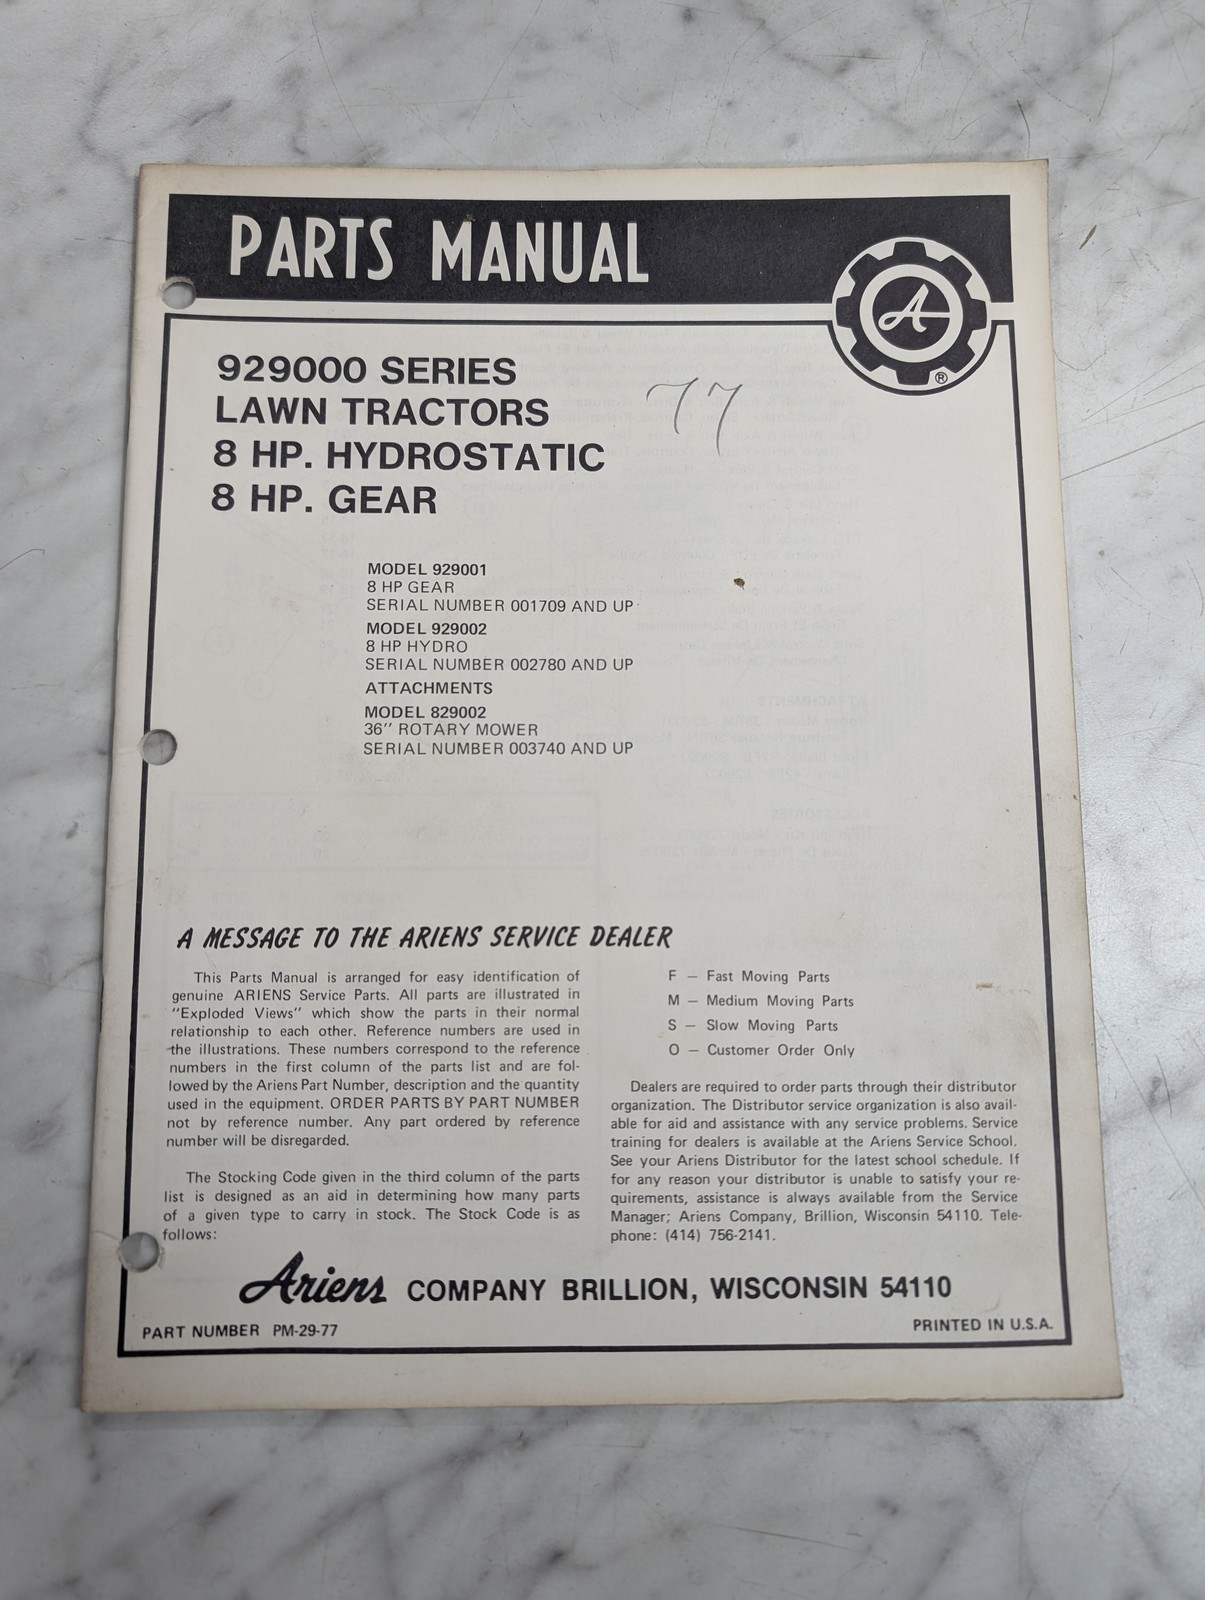 PARTS MANUAL
A
®
929000 SERIES
LAWN TRACTORS
8 HP. HYDROSTATIC
8 HP. GEAR
77
MODEL 929001
8 HP GEAR
SERIAL NUMBER 001709 AND UP
MODEL 929002
8 HP HYDRO
SERIAL NUMBER 002780 AND UP
ATTACHMENTS
MODEL 829002
36" ROTARY MOWER
SERIAL NUMBER 003740 AND UP
A MESSAGE TO THE ARIENS SERVICE DEALER
This Parts Manual is arranged for easy identification of
genuine ARIENS Service Parts. All parts are illustrated in
"Exploded Views" which show the parts in their normal
relationship to each other. Reference numbers are used in
the illustrations. These numbers correspond to the reference
numbers in the first column of the parts list and are fol-
lowed by the Ariens Part Number, description and the quantity
used in the equipment. ORDER PARTS BY PART NUMBER
not by reference number. Any part ordered by reference
number will be disregarded.
The Stocking Code given in the third column of the parts
list is designed as an aid in determining how many parts
of a given type to carry in stock. The Stock Code is as
follows:
F — Fast Moving Parts
M — Medium Moving Parts
S — Slow Moving Parts
O — Customer Order Only
Dealers are required to order parts through their distributor
organization. The Distributor service organization is also avail-
able for aid and assistance with any service problems. Service
training for dealers is available at the Ariens Service School.
See your Ariens Distributor for the latest school schedule. If
for any reason your distributor is unable to satisfy your re-
quirements, assistance is always available from the Service
Manager; Ariens Company, Brillion, Wisconsin 54110. Tele-
phone: (414) 756-2141.
Ariens COMPANY BRILLION, WISCONSIN 54110
PART NUMBER PM-29-77
PRINTED IN U.S.A.